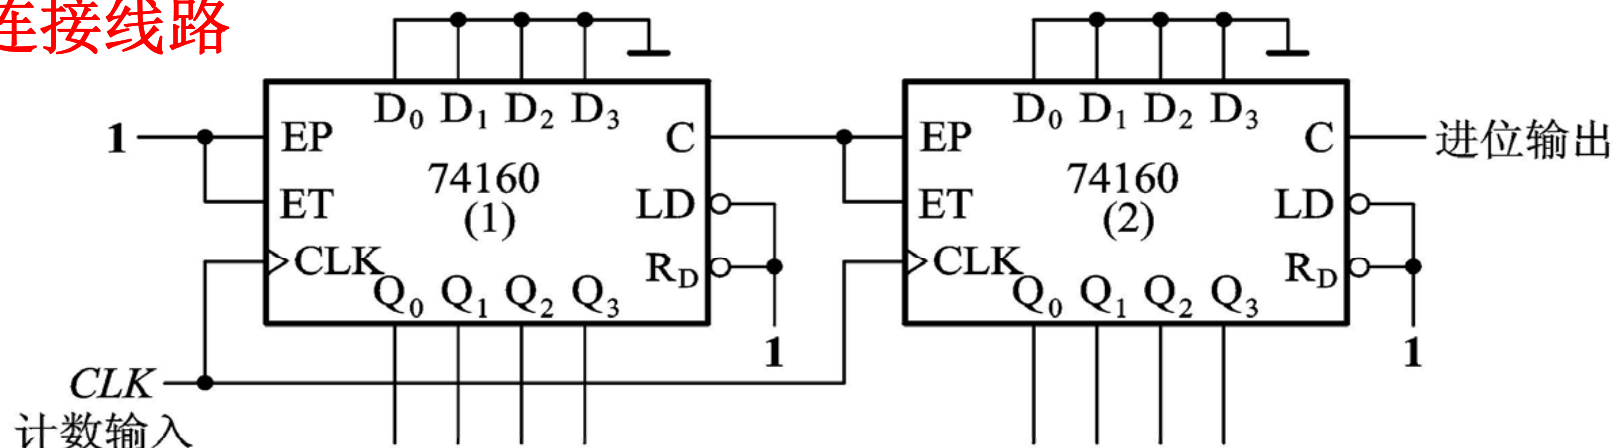 连接线路
D0 D1 D2 D3
1 EP C
74160
ET LD
(1)
CLK RD
Q0 Q1 Q2 Q3
1
D0 D1 D2 D3
EP C 进位输出
74160
ET LD
(2)
CLK RD
Q0 Q1 Q2 Q3
1
CLK
计数输入